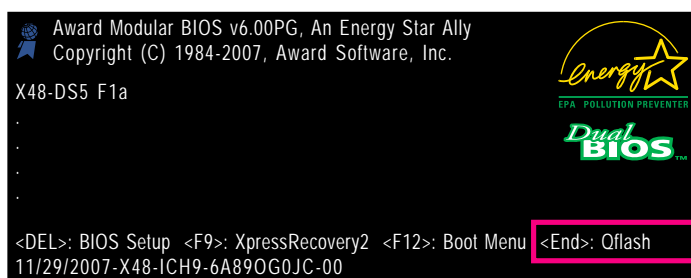 Award Modular BIOS v6.00PG, An Energy Star Ally
Copyright (C) 1984-2007, Award Software, Inc.
energy
EPA POLLUTION PREVENTER
Dual
BIOS TM
X48-DS5 F1a
.
.
.
.
<DEL>: BIOS Setup <F9>: XpressRecovery2 <F12>: Boot Menu <End>: Qflash
11/29/2007-X48-ICH9-6A89OG0JC-00